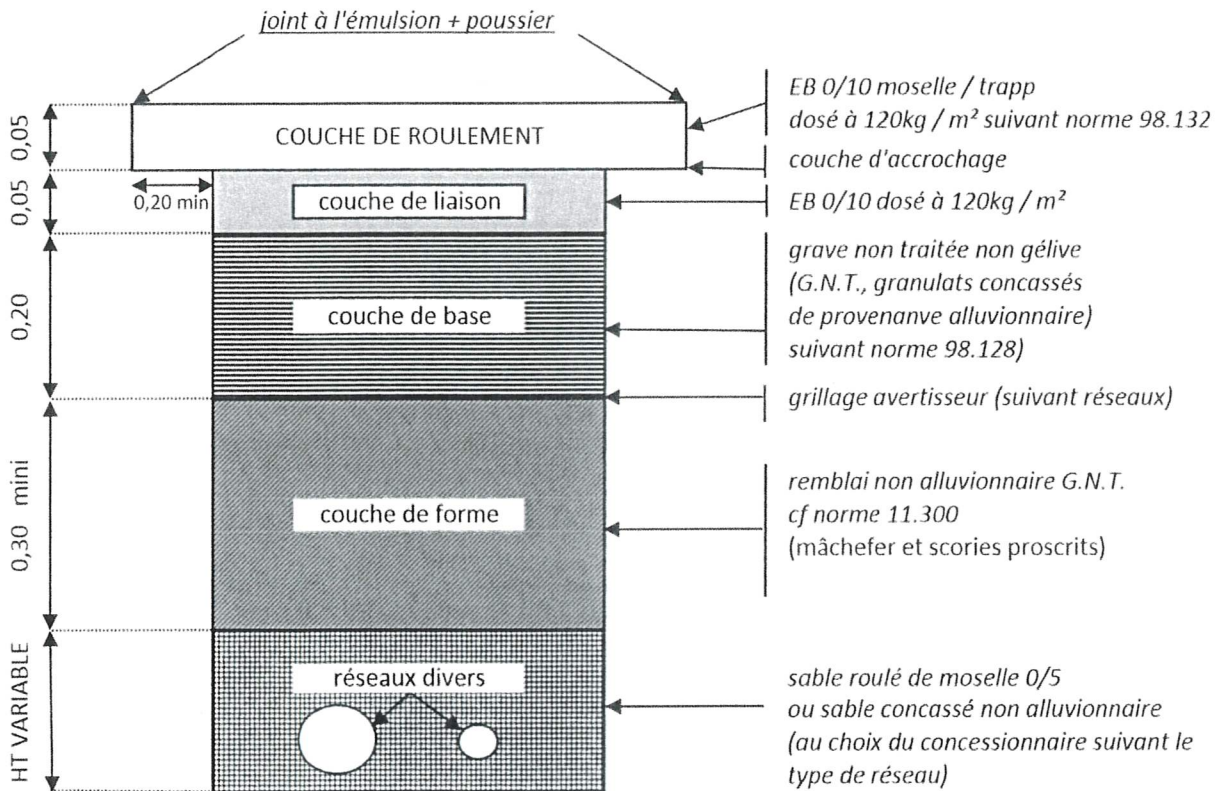 joint à l'émulsion + poussier
EB 0/10 moselle / trapp
dosé à 120kg / m² suivant norme 98.132
0,05
COUCHE DE ROULEMENT
couche d'accrochage
0,20 min
0,05
couche de liaison
EB 0/10 dosé à 120kg / m²
0,20
couche de base
grave non traitée non gélive
(G.N.T., granulats concassés
de provenanve alluvionnaire)
suivant norme 98.128)
grillage avertisseur (suivant réseaux)
0,30 mini
couche de forme
remblai non alluvionnaire G.N.T.
cf norme 11.300
(mâchefer et scories proscrits)
HT VARIABLE
réseaux divers
sable roulé de moselle 0/5
ou sable concassé non alluvionnaire
(au choix du concessionnaire suivant le
type de réseau)